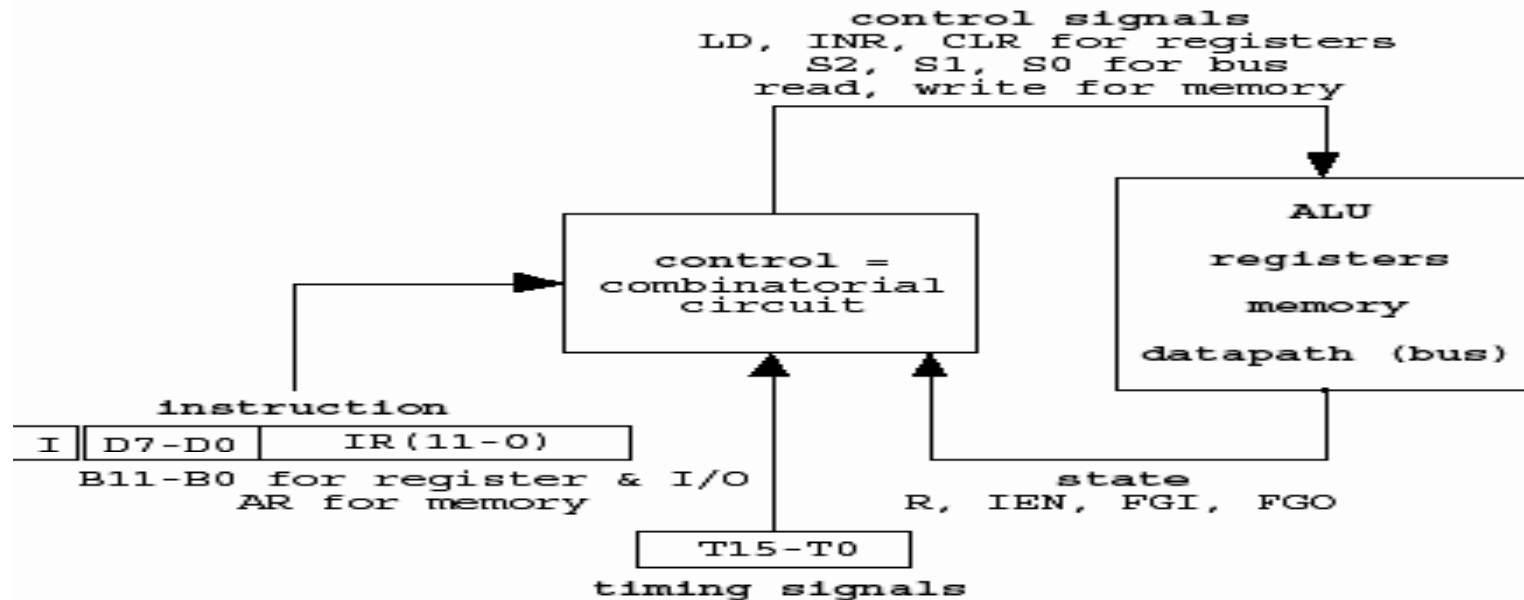 control signals
LD, INR, CLR for registers
S2, S1, S0 for bus
read, write for memory
ALU
registers
memory
datapath (bus)
control =
combinatorial
circuit
instruction
I D7-D0 IR(11-0)
B11-B0 for register & I/O
AR for memory
state
R, IEN, FGI, FGO
T15-T0
timing signals